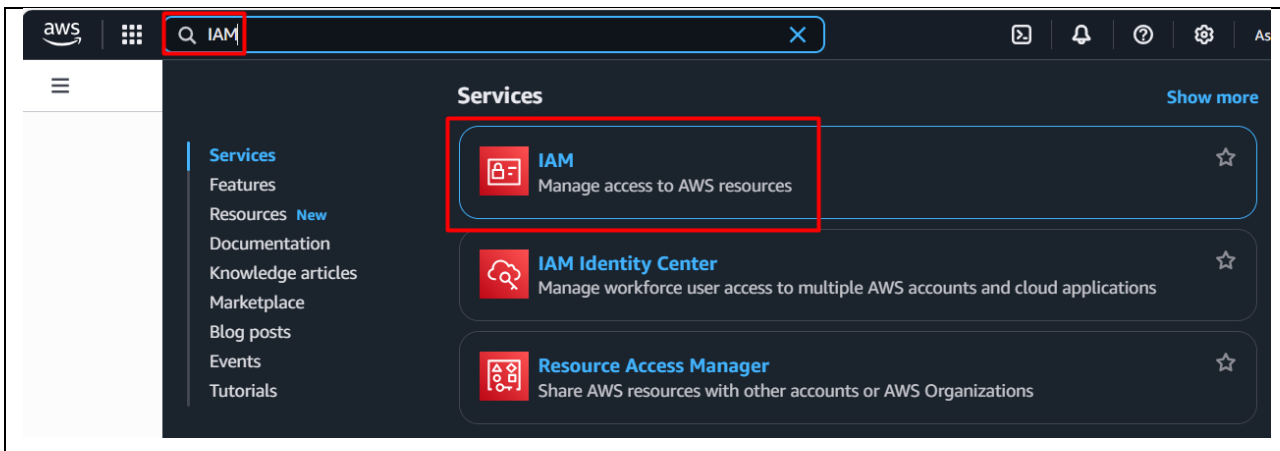 aws
IAM
As
Services
Show more
Services
Features
Resources New
Documentation
Knowledge articles
Marketplace
Blog posts
Events
Tutorials
IAM
Manage access to AWS resources
IAM Identity Center
Manage workforce user access to multiple AWS accounts and cloud applications
Resource Access Manager
Share AWS resources with other accounts or AWS Organizations